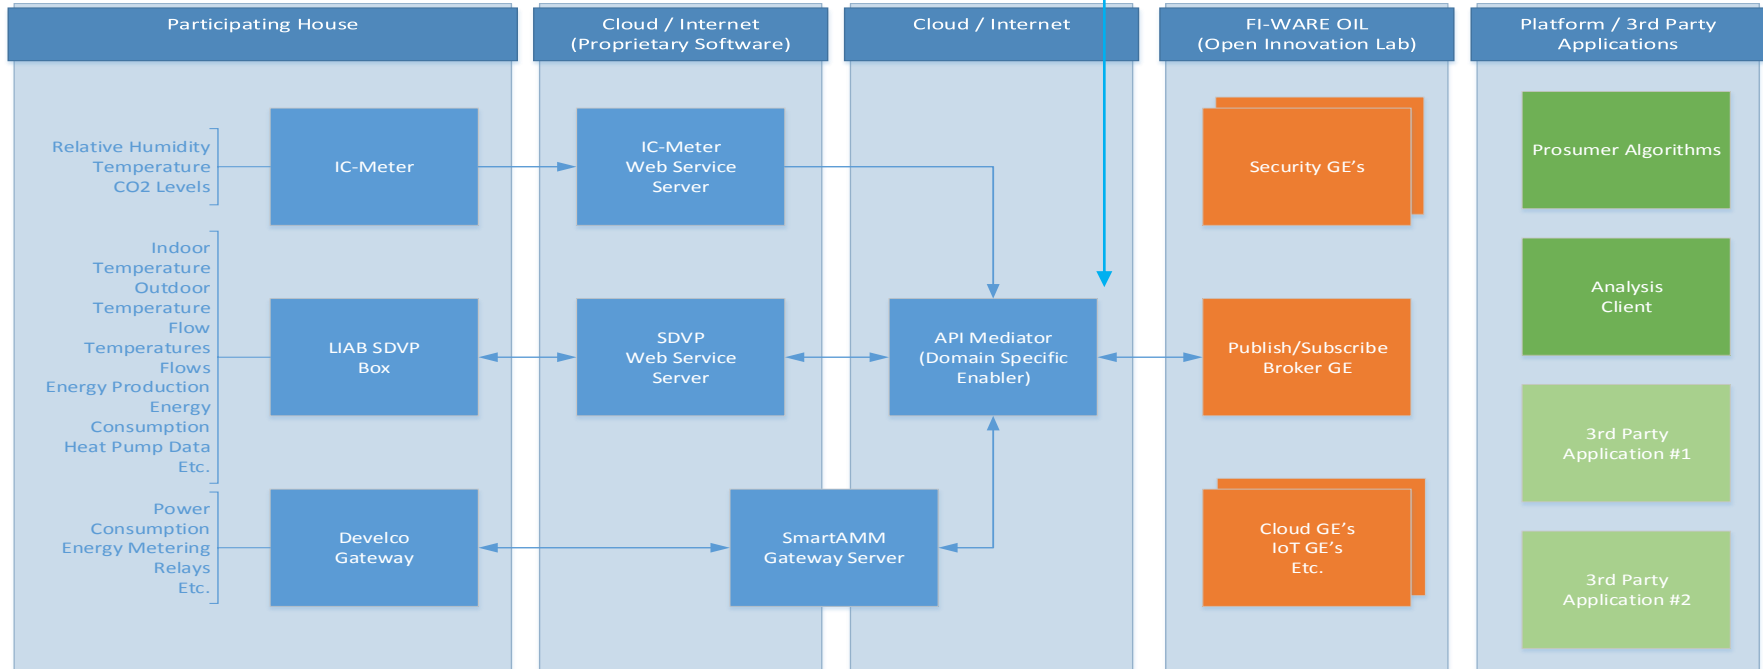 Participating House
Cloud / Internet
(Proprietary Software)
Cloud / Internet
FI-WARE OIL
(Open Innovation Lab)
Platform / 3rd Party
Applications
Relative Humidity
Temperature
CO2 Levels
IC-Meter
IC-Meter
Web Service
Server
Security GE’s
Prosumer Algorithms
Indoor
Temperature
Outdoor
Temperature
Flow
Temperatures
Flows
Energy Production
Energy
Consumption
Heat Pump Data
Etc.
LIAB SDVP
Box
SDVP
Web Service
Server
API Mediator
(Domain Specific
Enabler)
Publish/Subscribe
Broker GE
Analysis
Client
3rd Party
Application #1
Power
Consumption
Energy Metering
Relays
Etc.
Develco
Gateway
SmartAMM
Gateway Server
Cloud GE’s
IoT GE’s
Etc.
3rd Party
Application #2